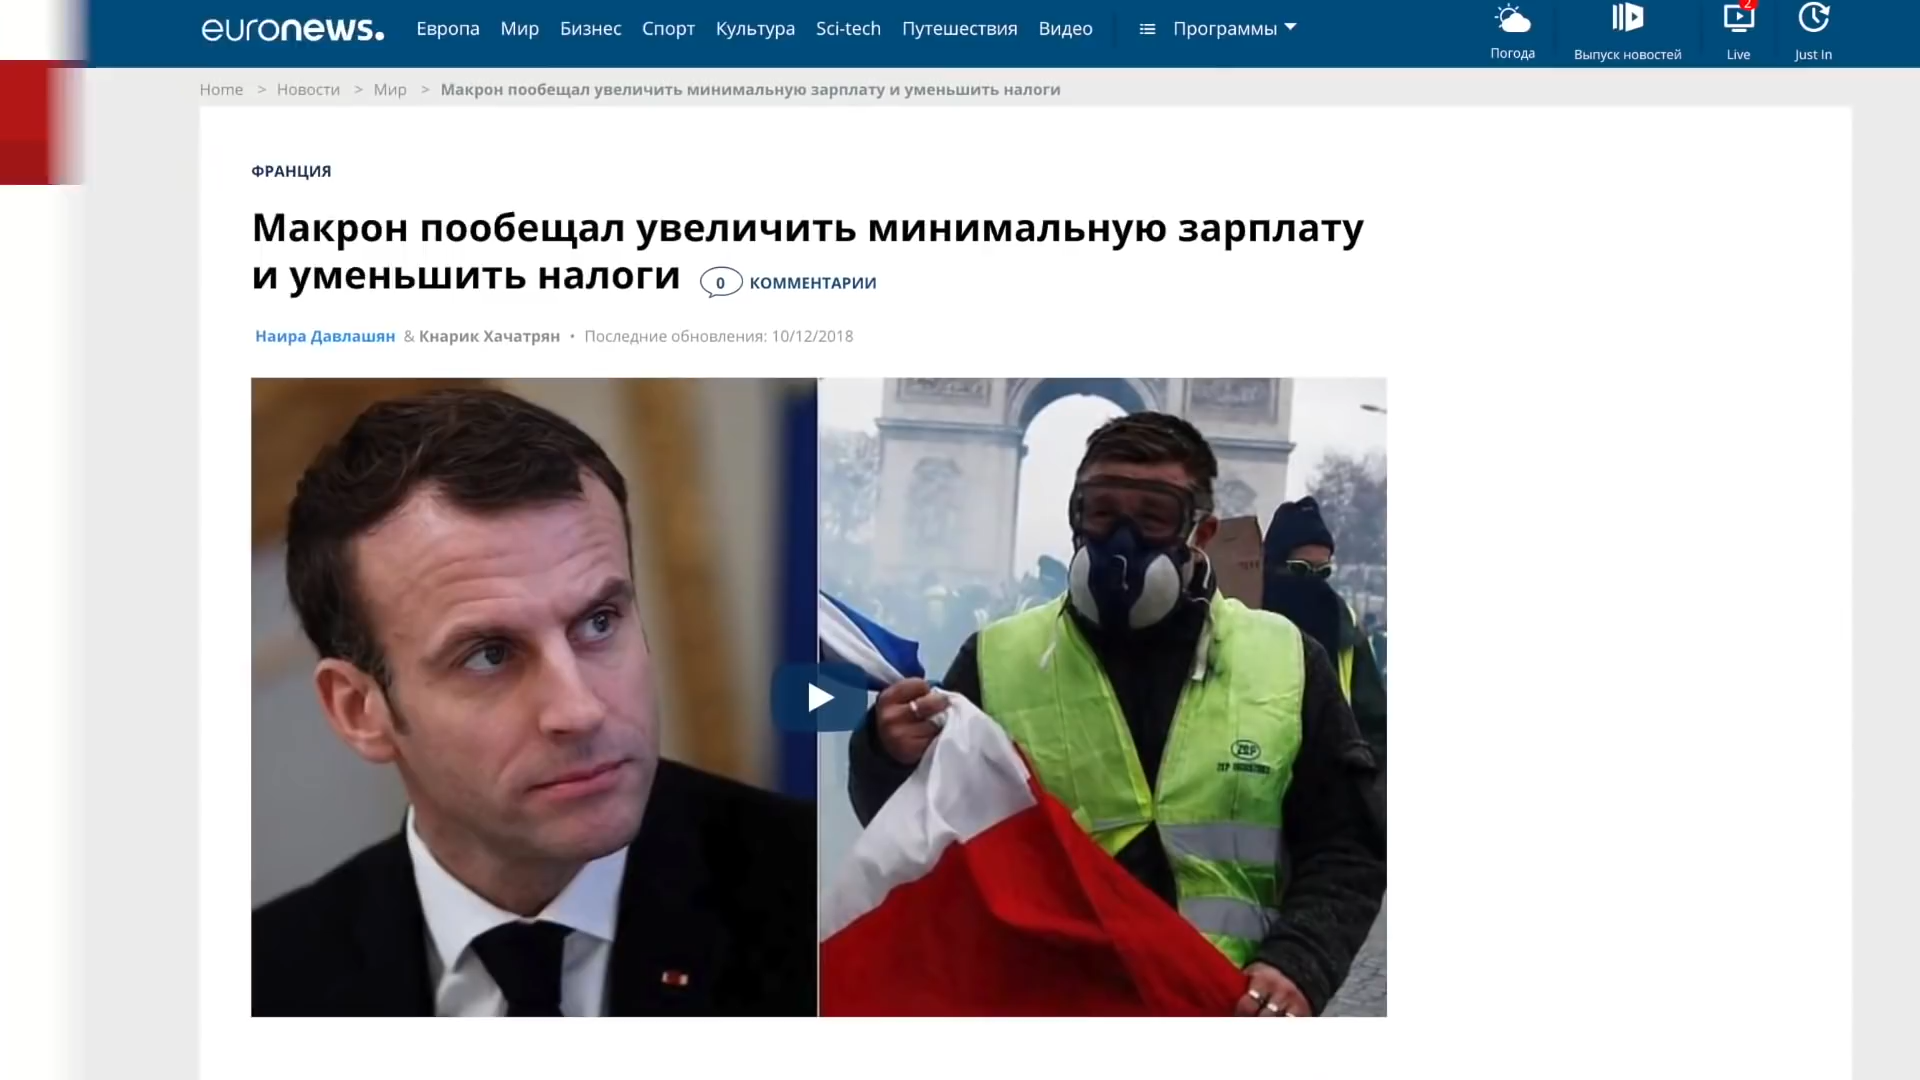 euronews.
Европа Мир Бизнес Спорт Культура Sci-tech Путешествия Видео Программы
Погода Выпуск новостей 2 Live Just In
Home > Новости > Мир > Макрон пообещал увеличить минимальную зарплату и уменьшить налоги
ФРАНЦИЯ
Макрон пообещал увеличить минимальную зарплату
и уменьшить налоги 0 КОММЕНТАРИИ
Наира Давлашян & Кнарик Хачатрян • Последние обновления: 10/12/2018